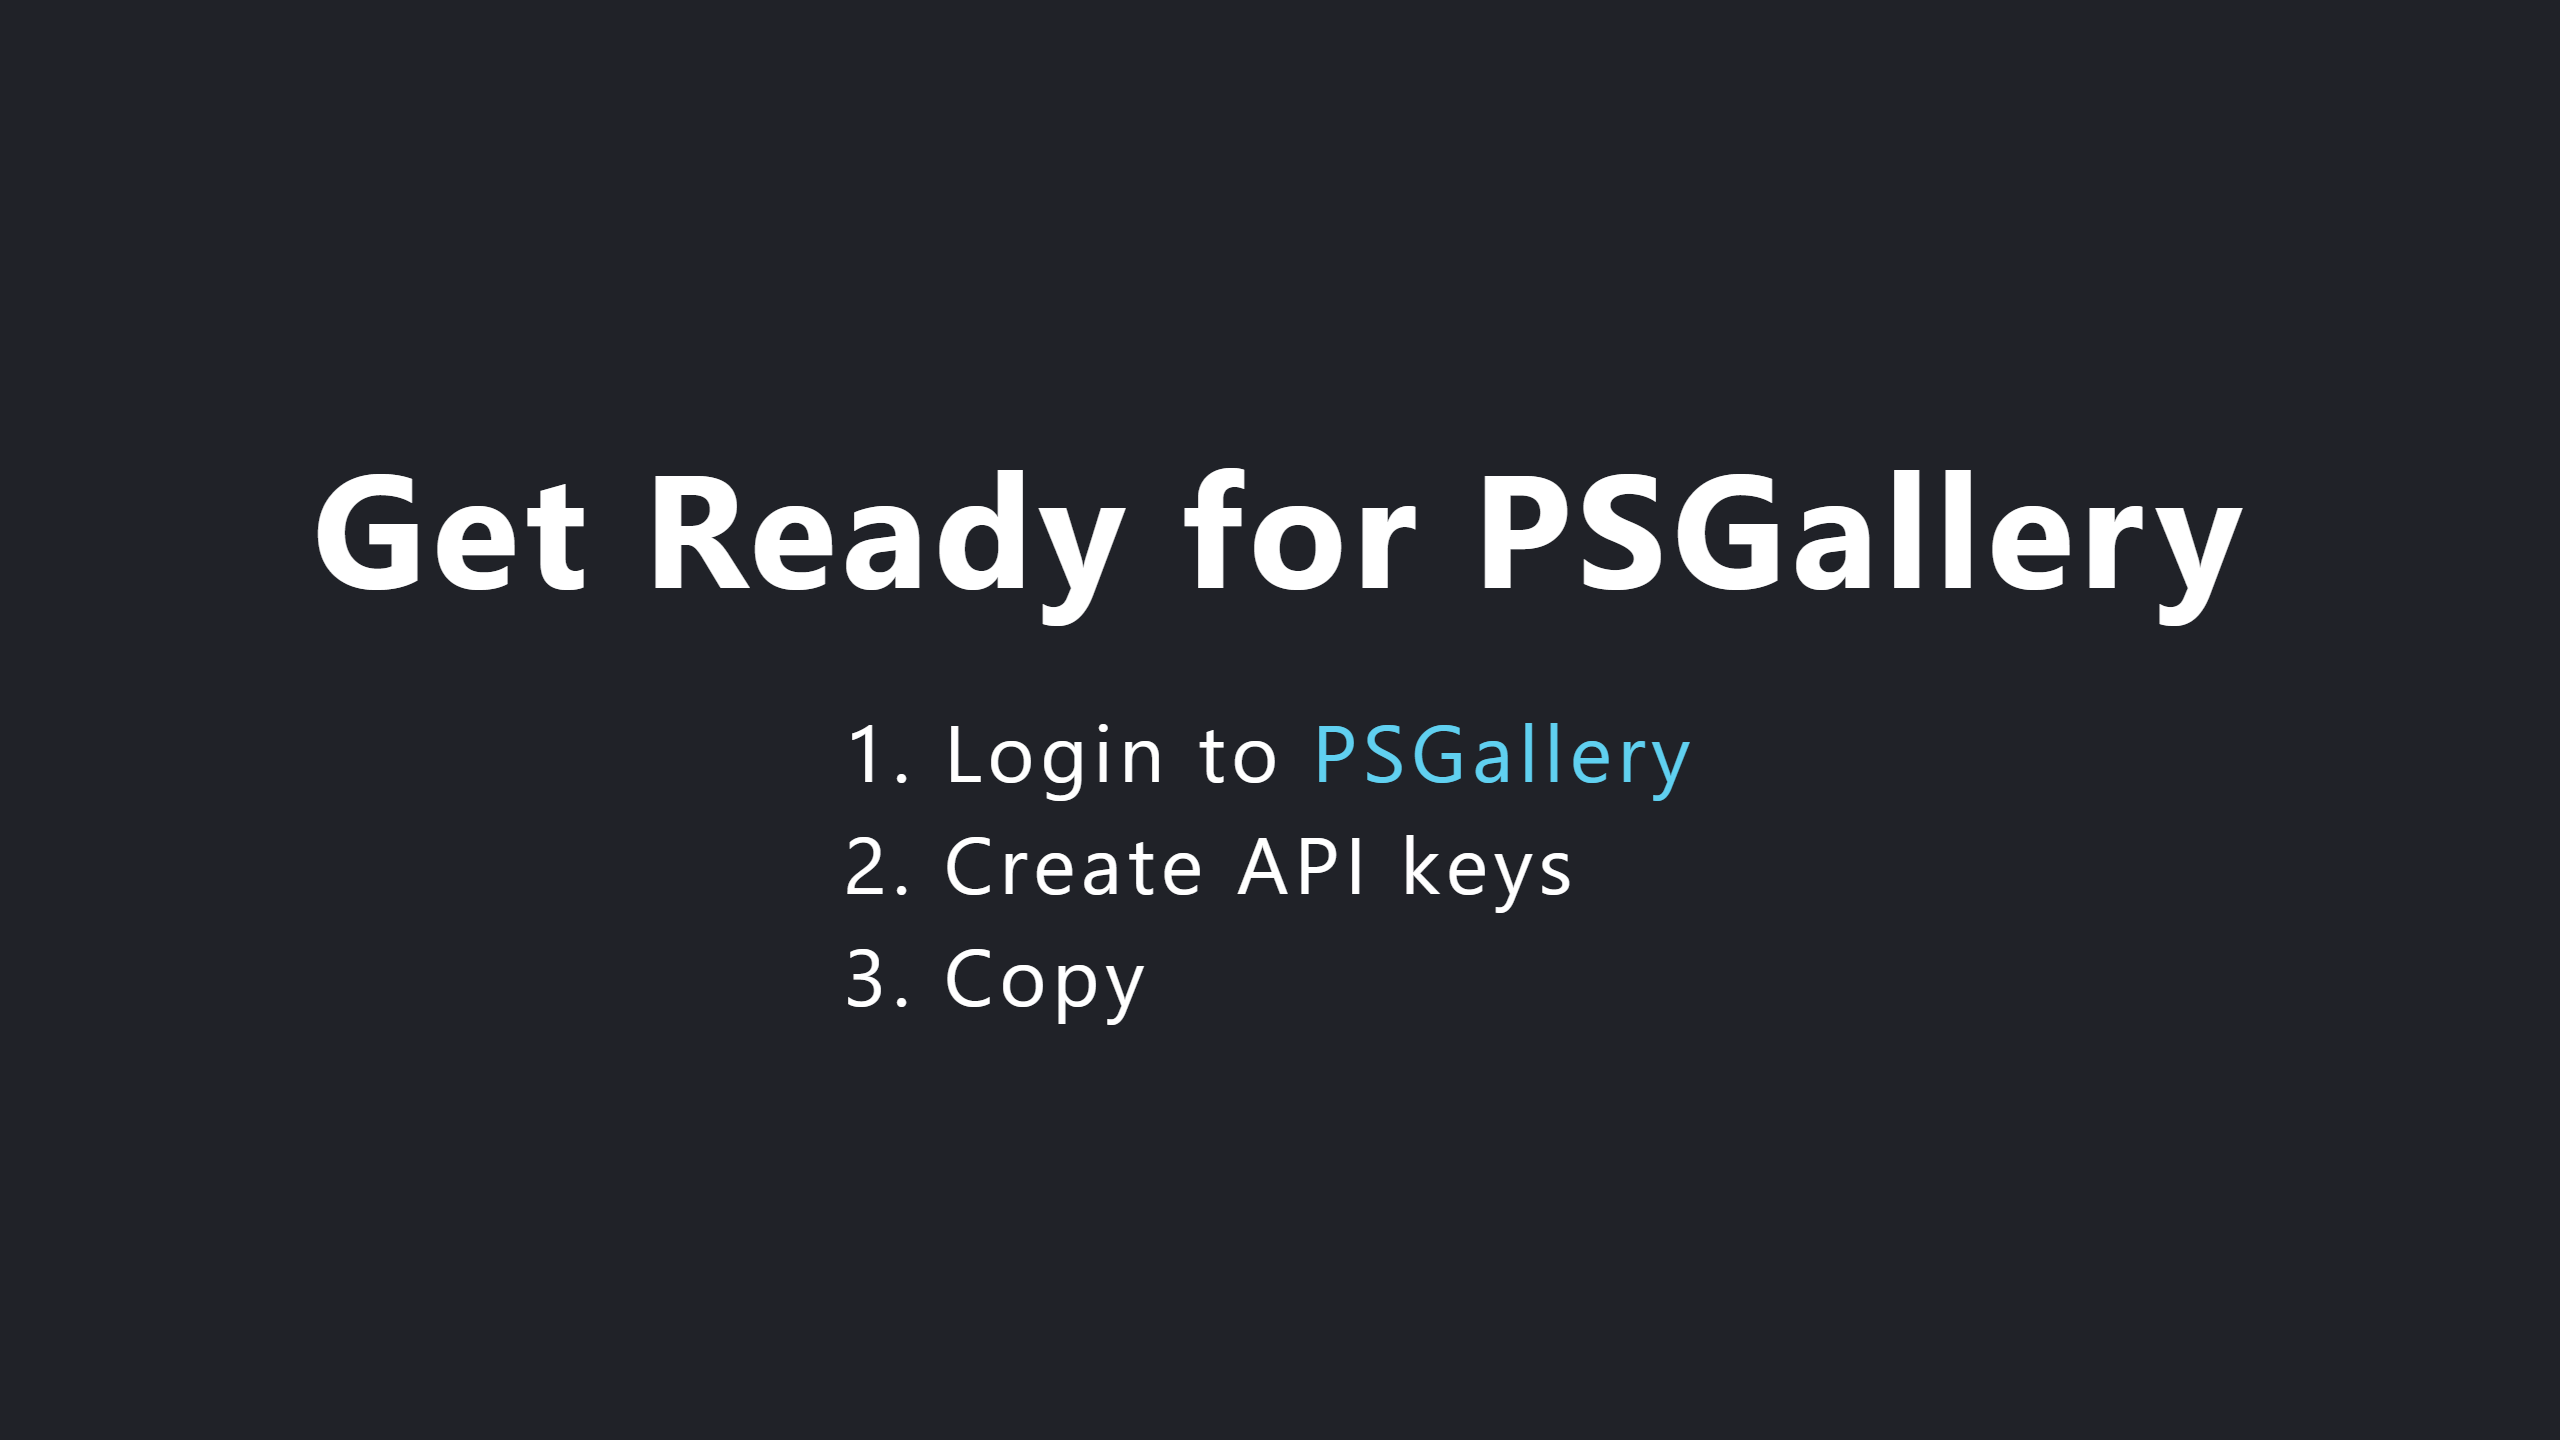 Get Ready for PSGallery
1. Login to PSGallery
2. Create API keys
3. Copy